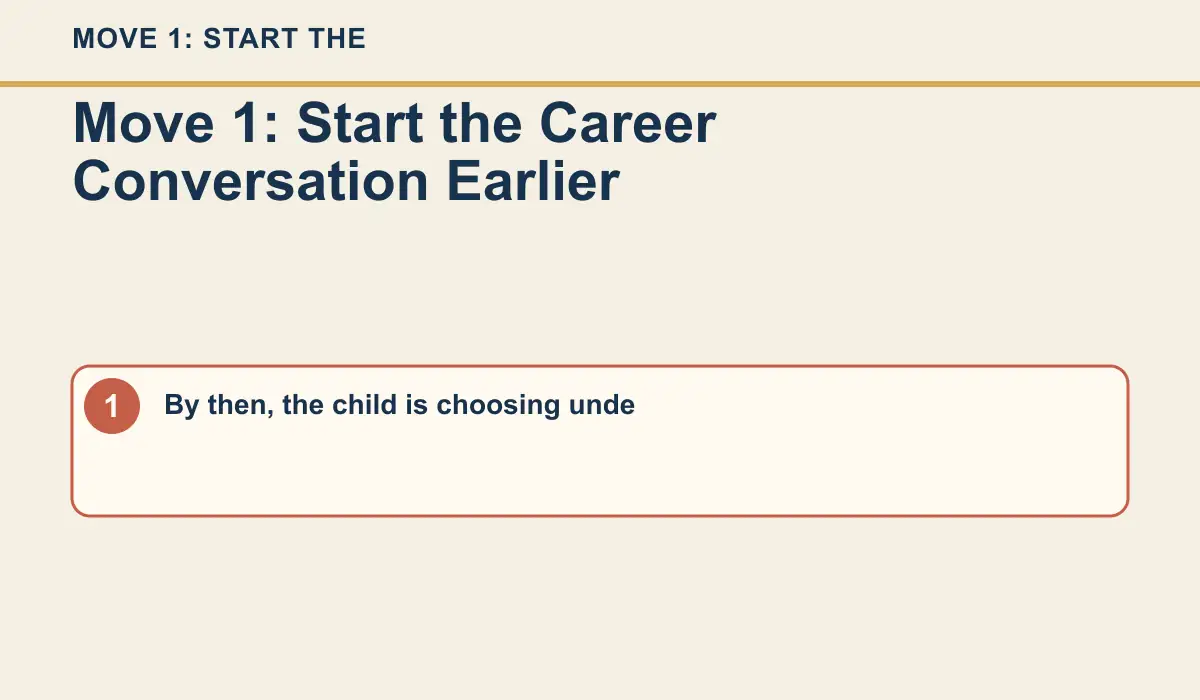 MOVE 1: START THE
Move 1: Start the Career
Conversation Earlier
1
By then, the child is choosing unde